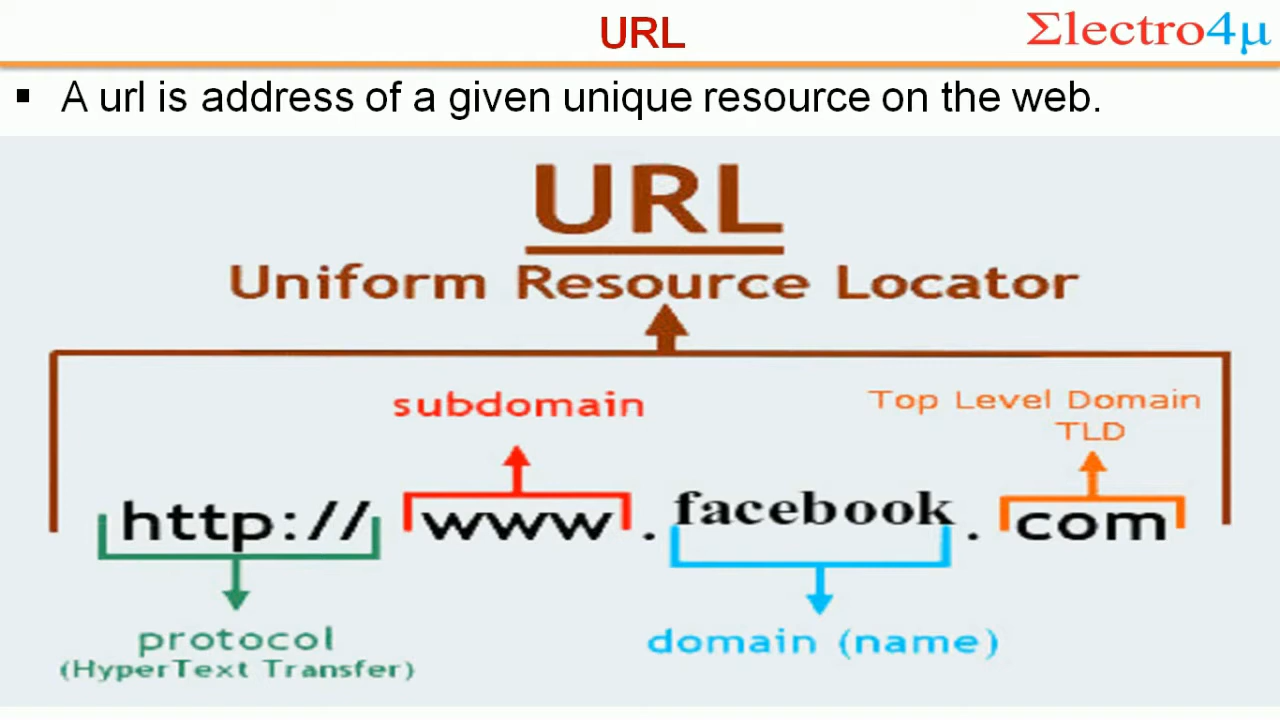 URL
Σlectro4μ
▪ A url is address of a given unique resource on the web.
URL
Uniform Resource Locator
subdomain
Top Level Domain
TLD
http:// www . facebook . com
protocol
(HyperText Transfer)
domain (name)